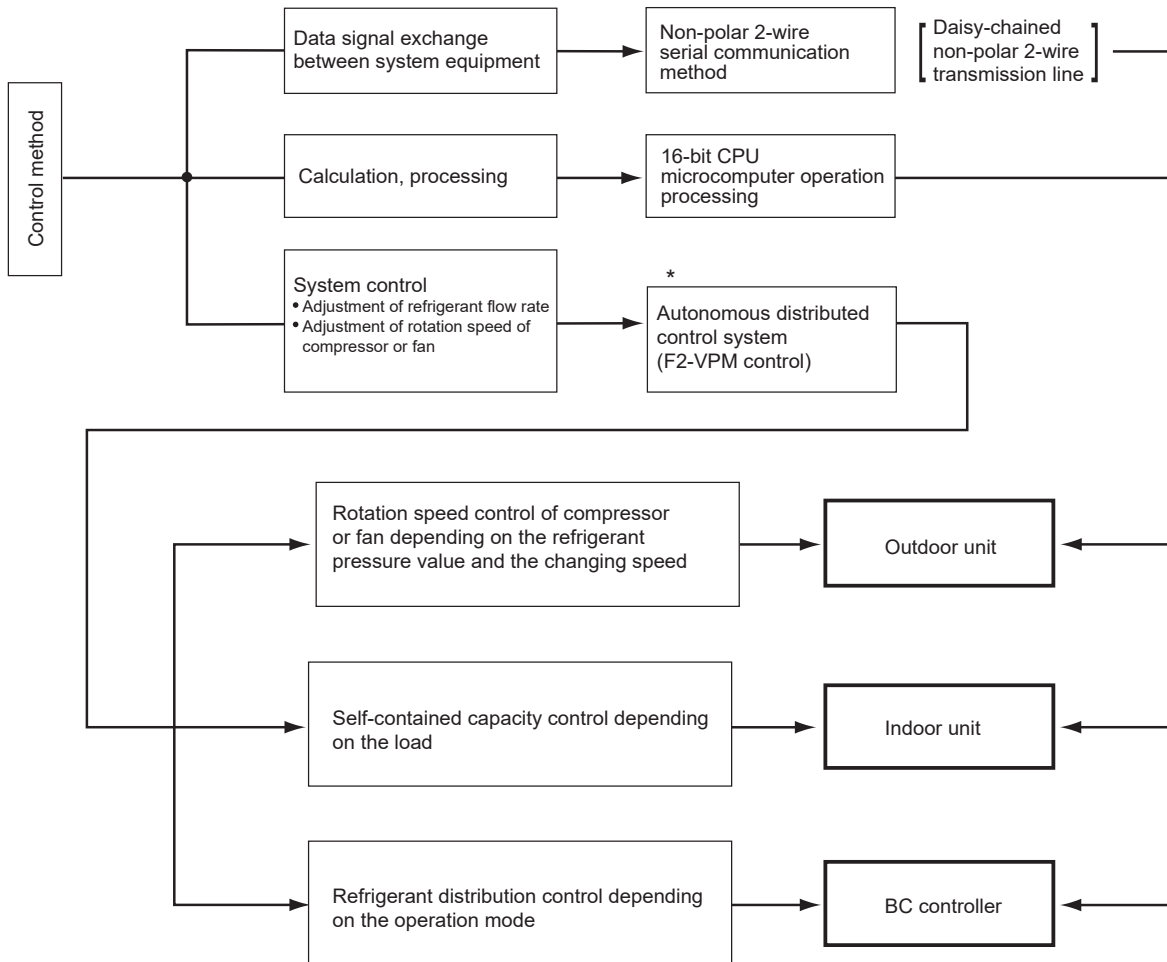 Control method
Data signal exchange
between system equipment
Non-polar 2-wire
serial communication
method
Daisy-chained
non-polar 2-wire
transmission line
Calculation, processing
16-bit CPU
microcomputer operation
processing
System control
• Adjustment of refrigerant flow rate
• Adjustment of rotation speed of
compressor or fan
*
Autonomous distributed
control system
(F2-VPM control)
Rotation speed control of compressor
or fan depending on the refrigerant
pressure value and the changing speed
Outdoor unit
Self-contained capacity control depending
on the load
Indoor unit
Refrigerant distribution control depending
on the operation mode
BC controller